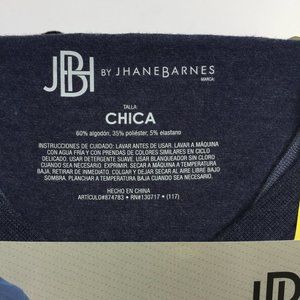 JBH BY JHANEBARNES
MARCA:
TALLA
CHICA
60% algodón, 35% poliéster, 5% elastano
INSTRUCCIONES DE CUIDADO: LAVAR ANTES DE USAR. LAVAR A MÁQUINA
CON AGUA FRÍA Y CON PRENDAS DE COLORES SIMILARES EN CICLO
DELICADO. USAR DETERGENTE SUAVE. USAR BLANQUEADOR SIN CLORO
CUANDO SEA NECESARIO. EXPRIMIR. SECAR A MÁQUINA A TEMPERATURA
BAJA. RETIRAR DE INMEDIATO. COLGAR Y DEJAR SECAR AL AIRE LIBRE BAJO
SOMBRA. PLANCHAR A TEMPERATURA BAJA CUANDO SEA NECESARIO.
HECHO EN CHINA
ARTÍCULO#874783 • RN#130717 • (117)
JBH